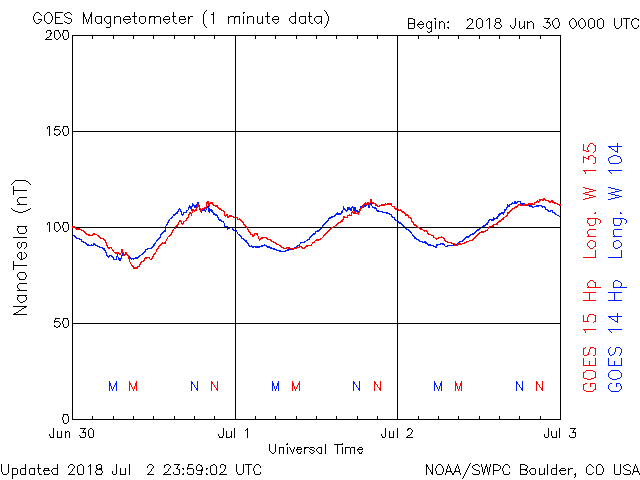 GOES Magnetometer (1 minute data)
Begin: 2018 Jun 30 0000 UTC
200
150
100
50
0
NanoTesla (nT)
M M N N M M N N M M N N
Jun 30 Jul 1 Jul 2 Jul 3
Universal Time
GOES 15 Hp Long. W 135
GOES 14 Hp Long. W 104
Updated 2018 Jul 2 23:59:02 UTC
NOAA/SWPC Boulder, CO USA